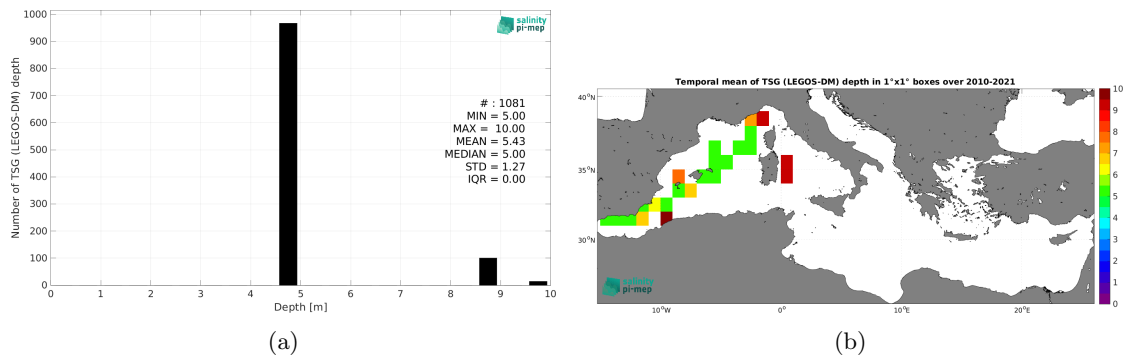 1000
900
800
700
600
500
400
300
200
100
0
Number of TSG (LEGOS-DM) depth
salinity
pi-mep
# : 1081
MIN = 5.00
MAX = 10.00
MEAN = 5.43
MEDIAN = 5.00
STD = 1.27
IQR = 0.00
0 1 2 3 4 5 6 7 8 9 10
Depth [m]
(a)
Temporal mean of TSG (LEGOS-DM) depth in 1°x1° boxes over 2010-2021
40°N
35°N
30°N
salinity
pi-mep
10°W 0° 10°E 20°E
10
9
8
7
6
5
4
3
2
1
0
(b)